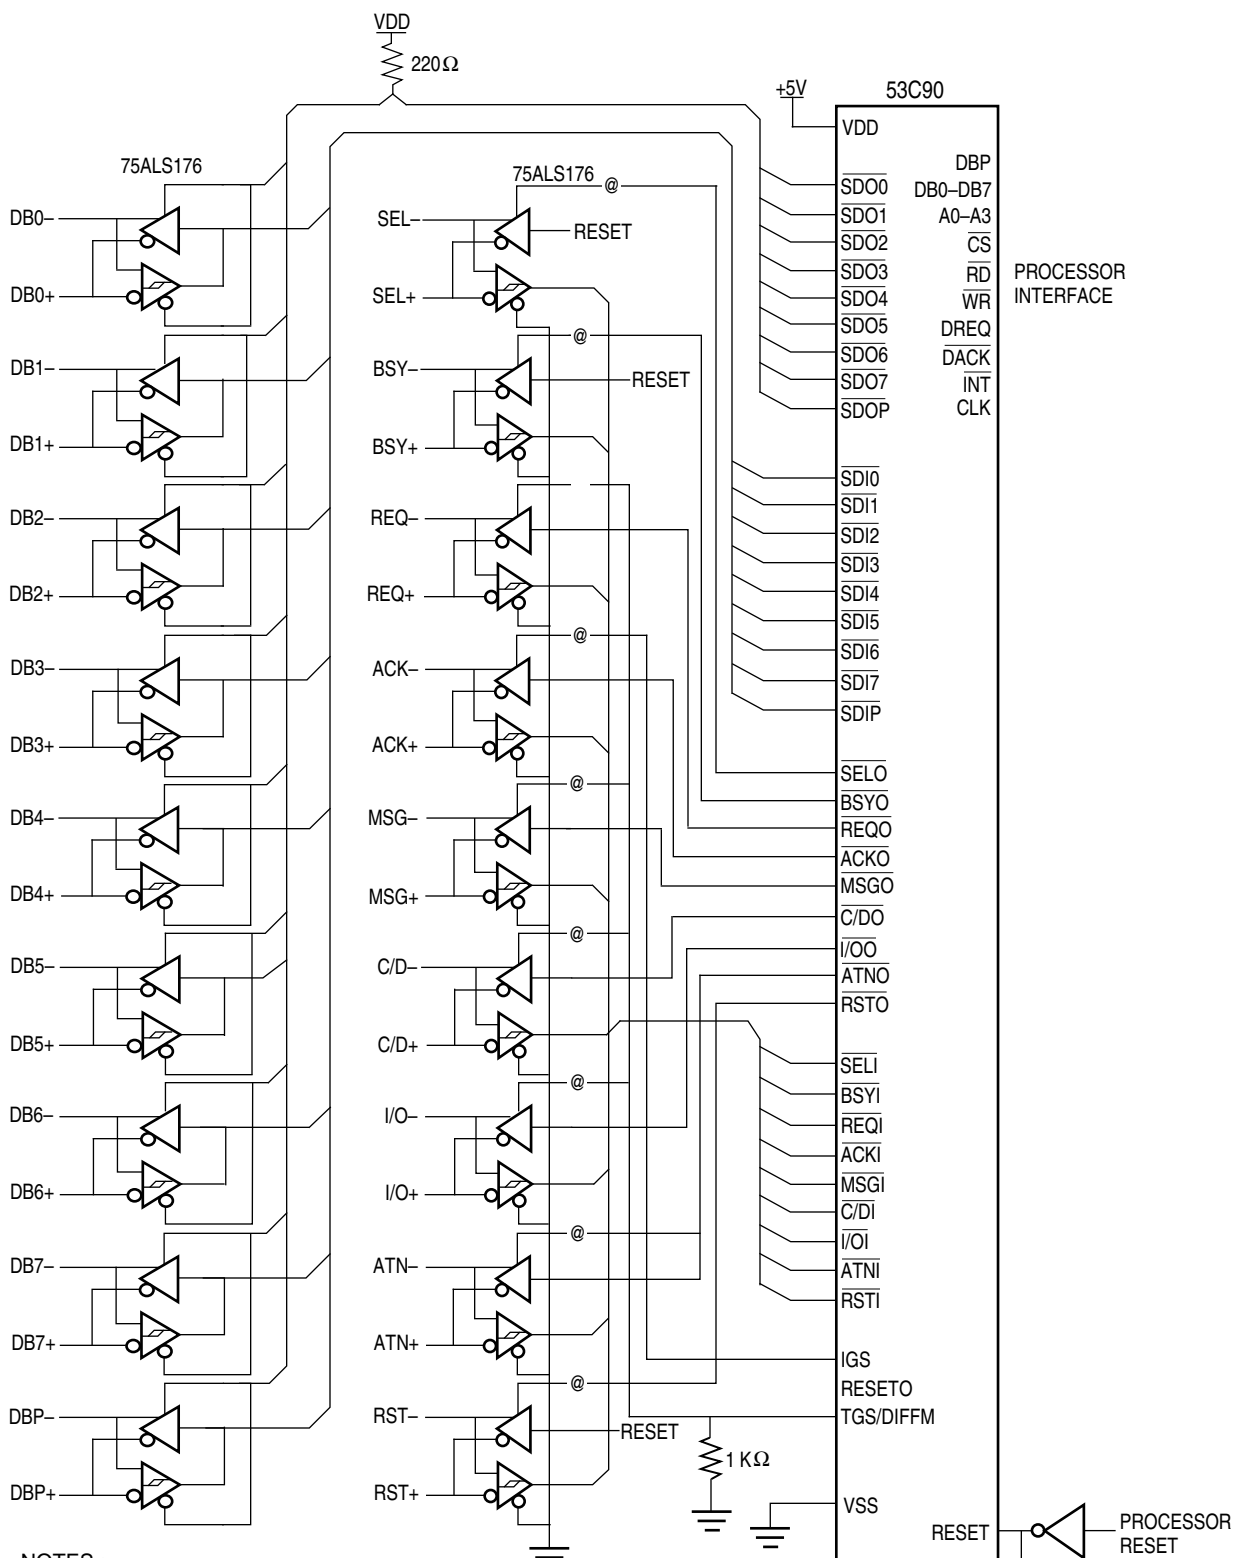 VDD
220Ω
+5V
53C90
VDD
75ALS176
75ALS176
@
DBP
SDO0
DB0–DB7
DB0–
SEL–
RESET
SDO1
A0–A3
SDO2
CS
SDO3
RD
PROCESSOR
INTERFACE
DB0+
SEL+
SDO4
WR
SDO5
DREQ
@
SDO6
DACK
DB1–
BSY–
RESET
SDO7
INT
SDOP
CLK
DB1+
BSY+
SDI0
SDI1
DB2–
REQ–
SDI2
SDI3
DB2+
REQ+
SDI4
SDI5
@
SDI6
DB3–
ACK–
SDI7
SDIP
DB3+
ACK+
SELO
@
BSYO
DB4–
MSG–
REQO
ACKO
DB4+
MSG+
MSGO
C/DO
@
I/OO
DB5–
C/D–
ATNO
RSTO
DB5+
C/D+
SELI
@
BSYI
DB6–
I/O–
REQI
ACKI
DB6+
I/O+
MSGI
C/DI
@
I/OI
DB7–
ATN–
ATNI
RSTI
DB7+
ATN+
IGS
@
RESETO
DBP–
RST–
RESET
TGS/DIFFM
1 KΩ
DBP+
RST+
VSS
RESET
PROCESSOR
RESET